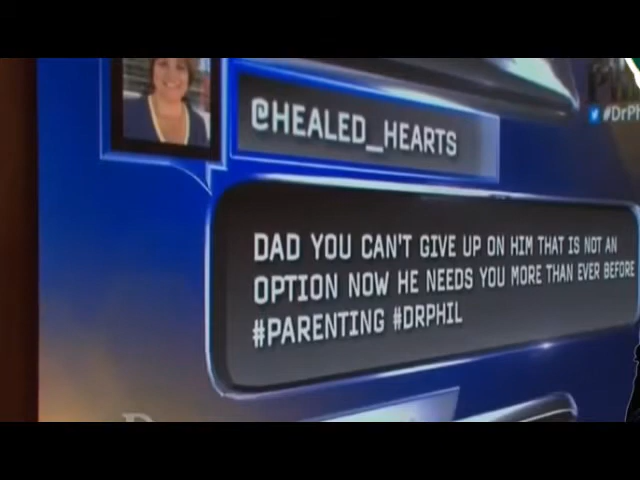 @HEALED_HEARTS
#DrPh
DAD YOU CAN'T GIVE UP ON HIM THAT IS NOT AN
OPTION NOW HE NEEDS YOU MORE THAN EVER BEFORE
#PARENTING #DRPHIL